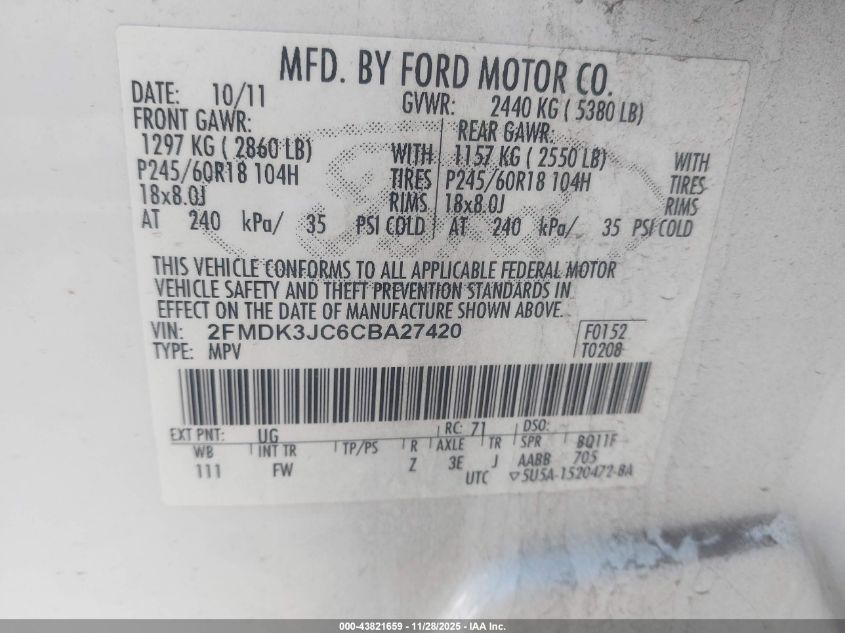 MFD. BY FORD MOTOR CO.
DATE: 10/11 GVWR: 2440 KG ( 5380 LB)
FRONT GAWR: REAR GAWR:
1297 KG ( 2860 LB) WITH 1157 KG ( 2550 LB) WITH
P245/60R18 104H TIRES P245/60R18 104H TIRES
18x8.0J RIMS 18x8.0J RIMS
AT 240 kPa/ 35 PSI COLD AT 240 kPa/ 35 PSI COLD
THIS VEHICLE CONFORMS TO ALL APPLICABLE FEDERAL MOTOR
VEHICLE SAFETY AND THEFT PREVENTION STANDARDS IN
EFFECT ON THE DATE OF MANUFACTURE SHOWN ABOVE.
VIN: 2FMDK3JC6CBA27420 F0152
TYPE: MPV T0208
EXT PNT: UG RC: 71 DSO:
WB INT TR TP/PS R AXLE TR SPR BQ11F
111 FW Z 3E J AABB 705
UTC ▽5U5A-1520472-BA
000-43821659 - 11/28/2025 - IAA Inc.